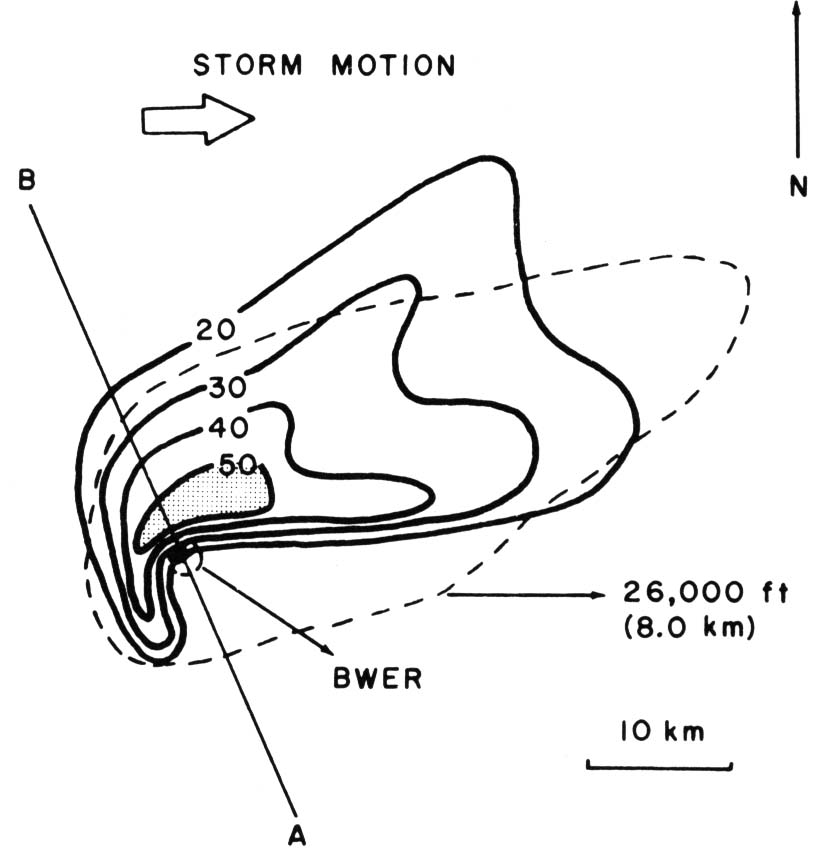 STORM MOTION
B
N
20
30
40
50
26,000 ft
(8.0 km)
BWER
10 km
A